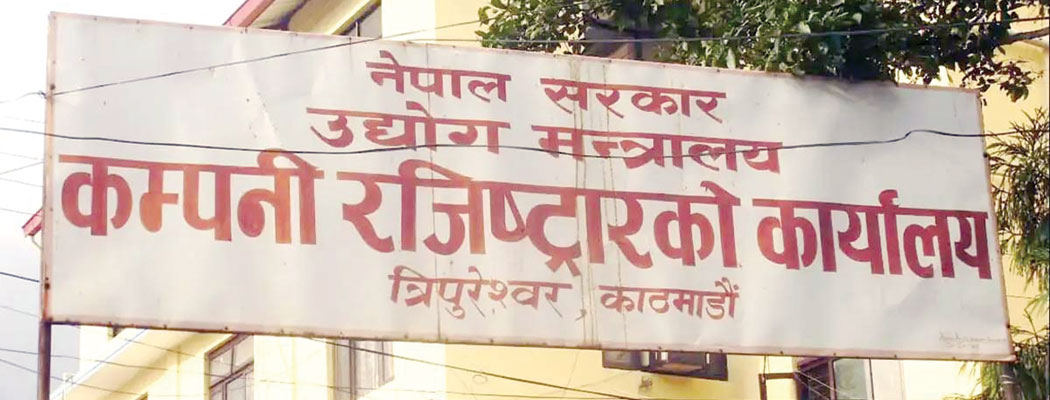 नेपाल सरकार
उद्योग मन्त्रालय
कम्पनी रजिष्ट्रारको कार्यालय
त्रिपुरेश्वर, काठमाडौं